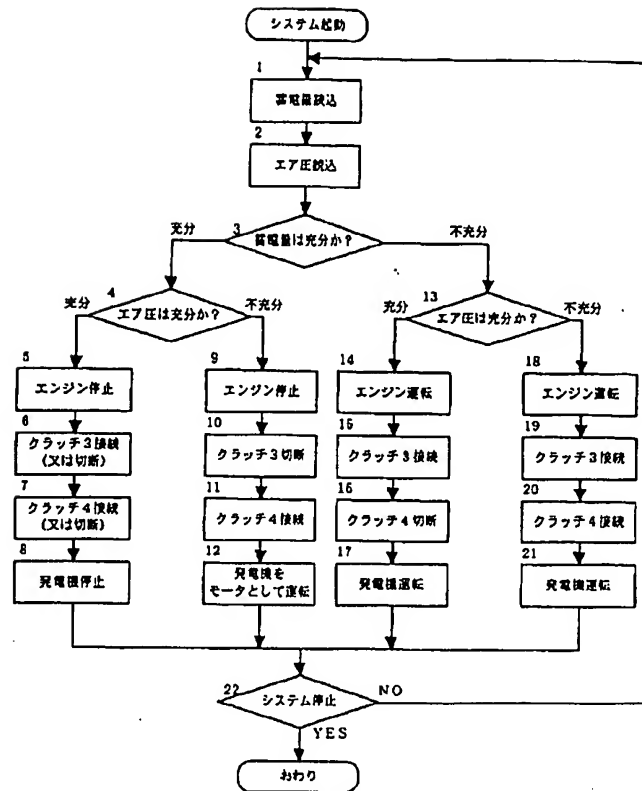 システム起動
1
蓄電量読込
2
エア圧読込
3
蓄電量は充分か?
充分
不充分
4
エア圧は充分か?
充分
不充分
13
エア圧は充分か?
充分
不充分
5
エンジン停止
9
エンジン停止
14
エンジン運転
18
エンジン運転
6
クラッチ3接続
(又は切断)
10
クラッチ3切断
15
クラッチ3接続
19
クラッチ3接続
7
クラッチ4接続
(又は切断)
11
クラッチ4接続
16
クラッチ4切断
20
クラッチ4接続
8
発電機停止
12
発電機を
モータとして運転
17
発電機運転
21
発電機運転
22
システム停止
NO
YES
おわり